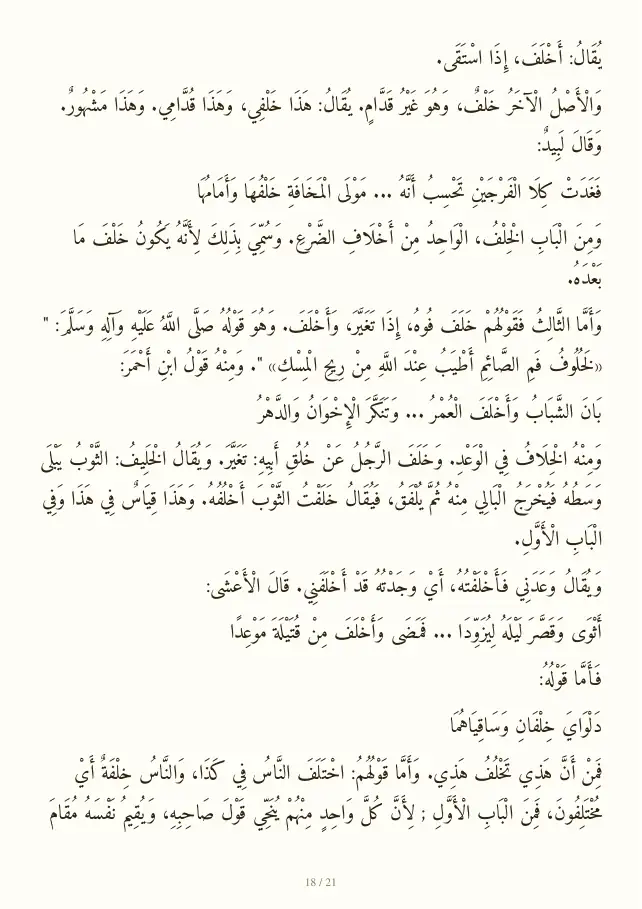 يُقَالُ: أَخْلَفَ، إِذَا اسْتَقَى.
وَالْأَصْلُ الْآخَرُ خَلْفٌ، وَهُوَ غَيْرُ قَدَّامٍ. يُقَالُ: هَذَا خَلْفِي، وَهَذَا قُدَّامِي. وَهَذَا مَشْهُورٌ.
وَقَالَ لَبِيدٌ:
فَغَدَتْ كِلَا الْفَرْجَيْنِ تَحْسِبُ أَنَّهُ ... مَوْلَى الْمَخَافَةِ خَلْفُهَا وَأَمَامُهَا
وَمِنَ الْبَابِ الْخِلْفُ، الْوَاحِدُ مِنْ أَخْلَافِ الضَّرْعِ. وَسُمِّيَ بِذَلِكَ لِأَنَّهُ يَكُونُ خَلْفَ مَا
بَعْدَهُ.
وَأَمَّا الثَّالِثُ فَقَوْلُهُمْ خَلَفَ فُوهُ، إِذَا تَغَيَّرَ، وَأَخْلَفَ. وَهُوَ قَوْلُهُ صَلَّى اللَّهُ عَلَيْهِ وَآلِهِ وَسَلَّمَ: "
«لَخُلُوفُ فَمِ الصَّائِمِ أَطْيَبُ عِنْدَ اللَّهِ مِنْ رِيحِ الْمِسْكِ» ". وَمِنْهُ قَوْلُ ابْنِ أَحْمَرَ:
بَانَ الشَّبَابُ وَأَخْلَفَ الْعُمْرُ ... وَتَنَكَّرَ الْإِخْوَانُ وَالدَّهْرُ
وَمِنْهُ الْخِلَافُ فِي الْوَعْدِ. وَخَلَفَ الرَّجُلُ عَنْ خُلُقِ أَبِيهِ: تَغَيَّرَ. وَيُقَالُ الْخَلِيفُ: الثَّوْبُ يَبْلَى
وَسَطُهُ فَيُخْرَجُ الْبَالِي مِنْهُ ثُمَّ يُلْفَقُ، فَيُقَالُ خَلَفْتُ الثَّوْبَ أَخْلُفُهُ. وَهَذَا قِيَاسٌ فِي هَذَا وَفِي
الْبَابِ الْأَوَّلِ.
وَيُقَالُ وَعَدَنِي فَأَخْلَفْتُهُ، أَيْ وَجَدْتُهُ قَدْ أَخْلَفَنِي. قَالَ الْأَعْشَى:
أَثْوَى وَقَصَّرَ لَيْلَهُ لِيُزَوَّدَا ... فَمَضَى وَأَخْلَفَ مِنْ قُتَيْلَةَ مَوْعِدًا
فَأَمَّا قَوْلُهُ:
دَلْوَايَ خِلْفَانِ وَسَاقِيَاهُمَا
فَمِنْ أَنَّ هَذِي تَخْلُفُ هَذِي. وَأَمَّا قَوْلُهُمُ: اخْتَلَفَ النَّاسُ فِي كَذَا، وَالنَّاسُ خِلْفَةٌ أَيْ
مُخْتَلِفُونَ، فَمِنَ الْبَابِ الْأَوَّلِ ; لِأَنَّ كُلَّ وَاحِدٍ مِنْهُمْ يُنَحِّي قَوْلَ صَاحِبِهِ، وَيُقِيمُ نَفْسَهُ مُقَامَ
18 / 21